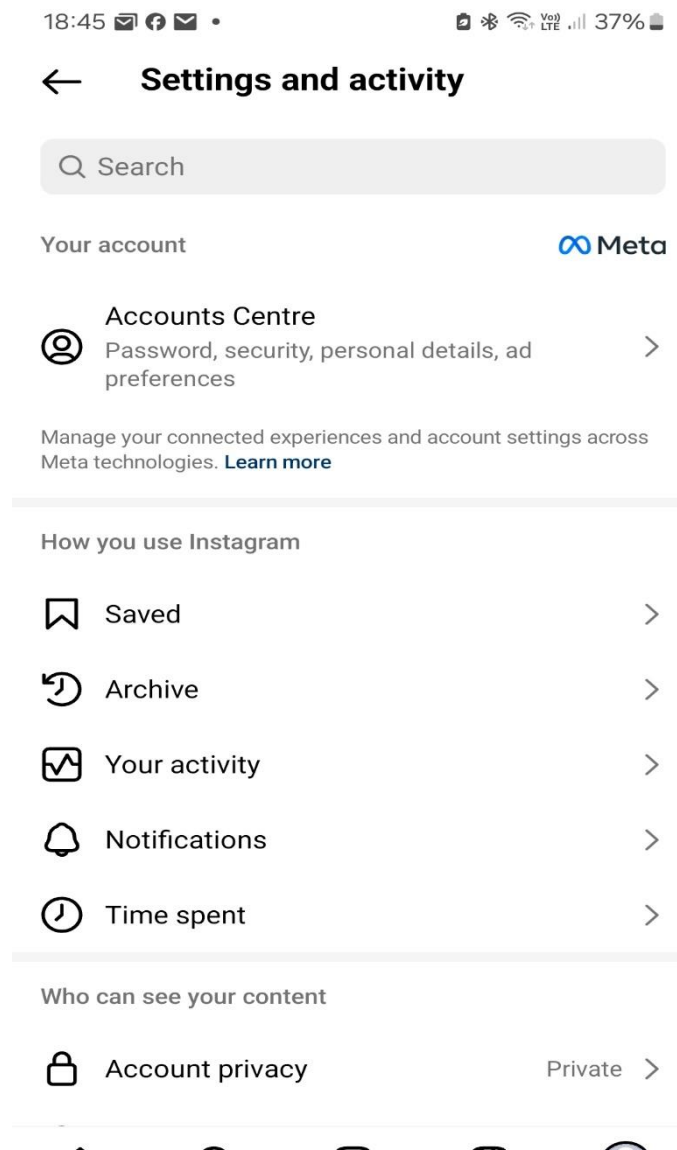 18:45 37%
Vo))
LTE
Settings and activity
Search
Your account Meta
Accounts Centre
Password, security, personal details, ad
preferences
Manage your connected experiences and account settings across
Meta technologies. Learn more
How you use Instagram
Saved
Archive
Your activity
Notifications
Time spent
Who can see your content
Account privacy Private